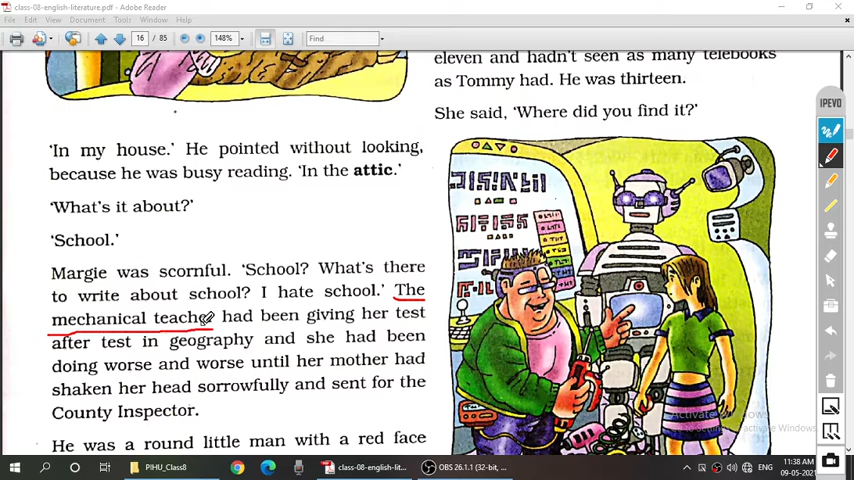 class-08-english-literature.pdf - Adobe Reader
File Edit View Document Tools Window Help
16 / 85
148%
Find
eleven and hadn't seen as many telebooks
as Tommy had. He was thirteen.
She said, 'Where did you find it?'
'In my house.' He pointed without looking,
because he was busy reading. 'In the attic.'
'What's it about?'
'School.'
Margie was scornful. 'School? What's there
to write about school? I hate school.' The
mechanical teache
had been giving her test
after test in geography and she had been
doing worse and worse until her mother had
shaken her head sorrowfully and sent for the
County Inspector.
He was a round little man with a red face
IPEVO
Activate Windows
PIHU_Class8
class-08-english-lit...
OBS 26.1.1 (32-bit, ...
ENG
11:38 AM
09-05-2021